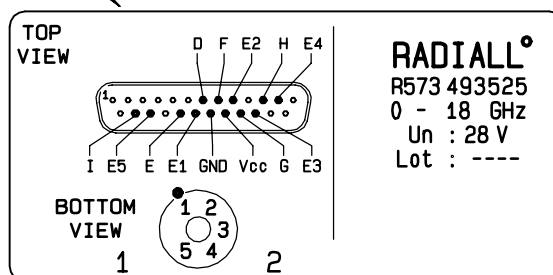 TOP
VIEW
D F E2 H E4
1
I E5 E E1 GND Vcc G E3
BOTTOM
VIEW
1 2
3
5 4
1 2
RADIALL°
R573 493525
0 - 18 GHz
Un : 28 V
Lot : ----